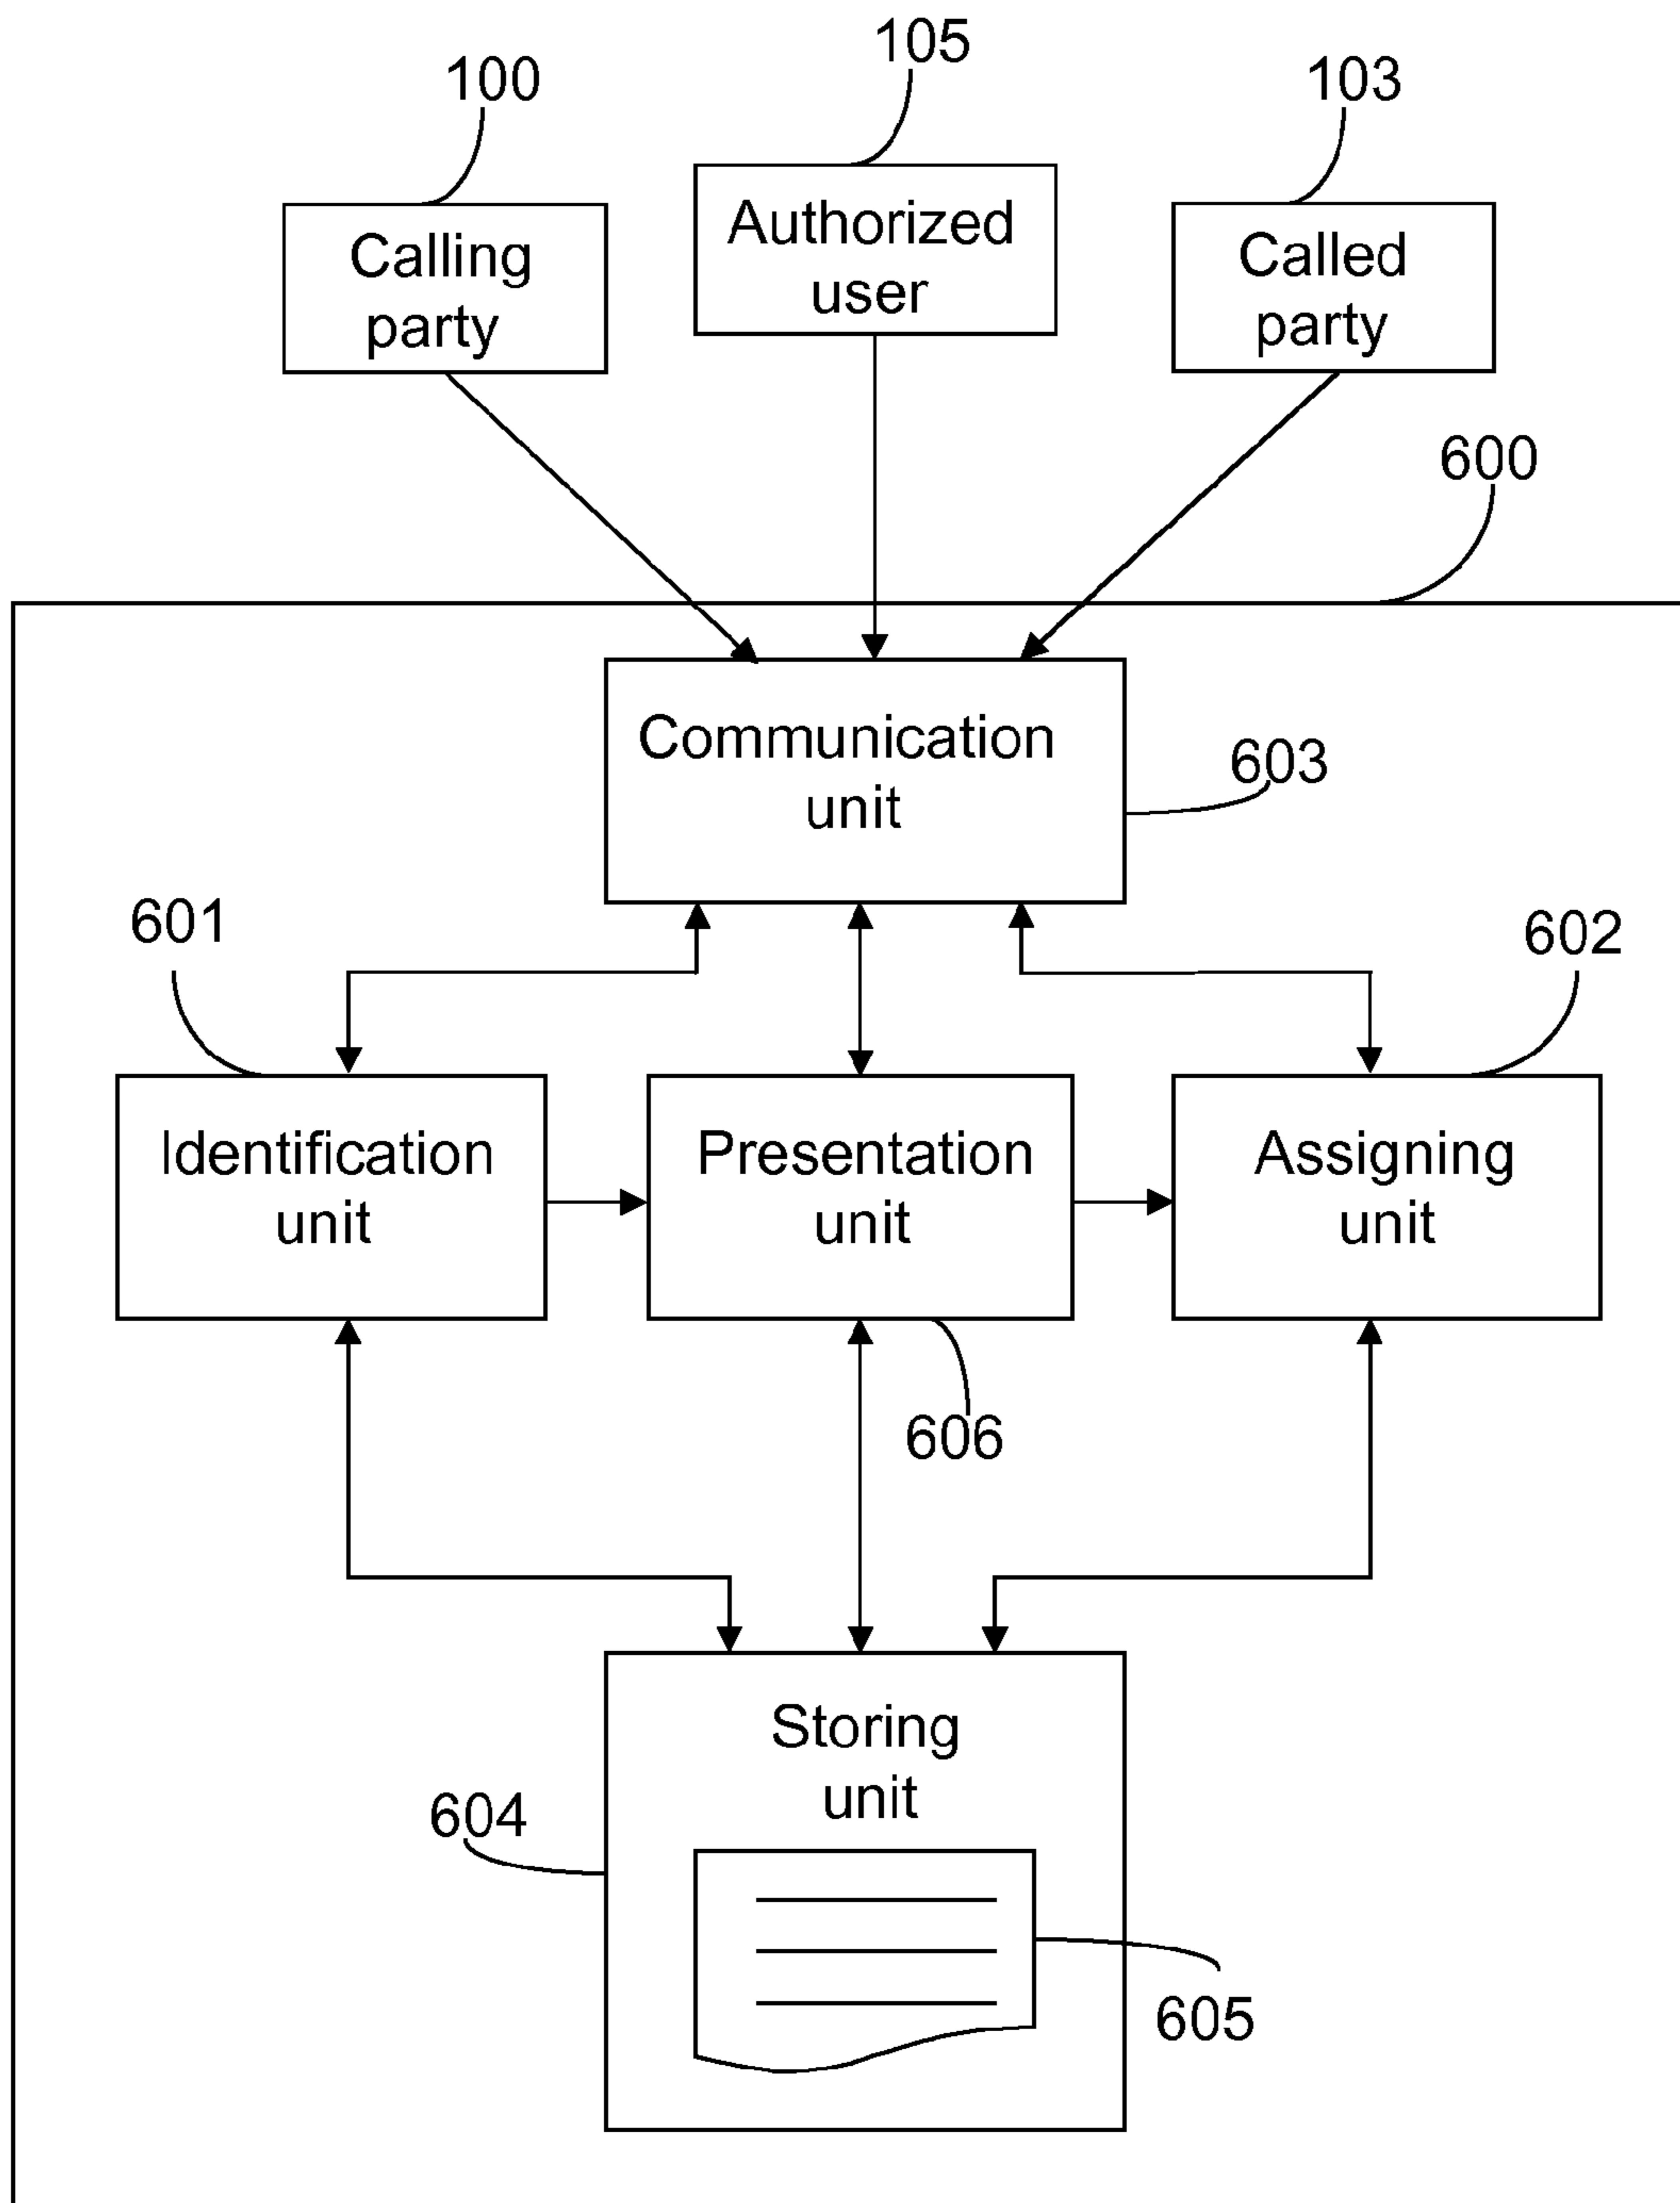 105
100
103
Authorized
user
Calling
party
Called
party
600
Communication
unit
603
601
602
Identification
unit
Presentation
unit
Assigning
unit
606
Storing
unit
604
605